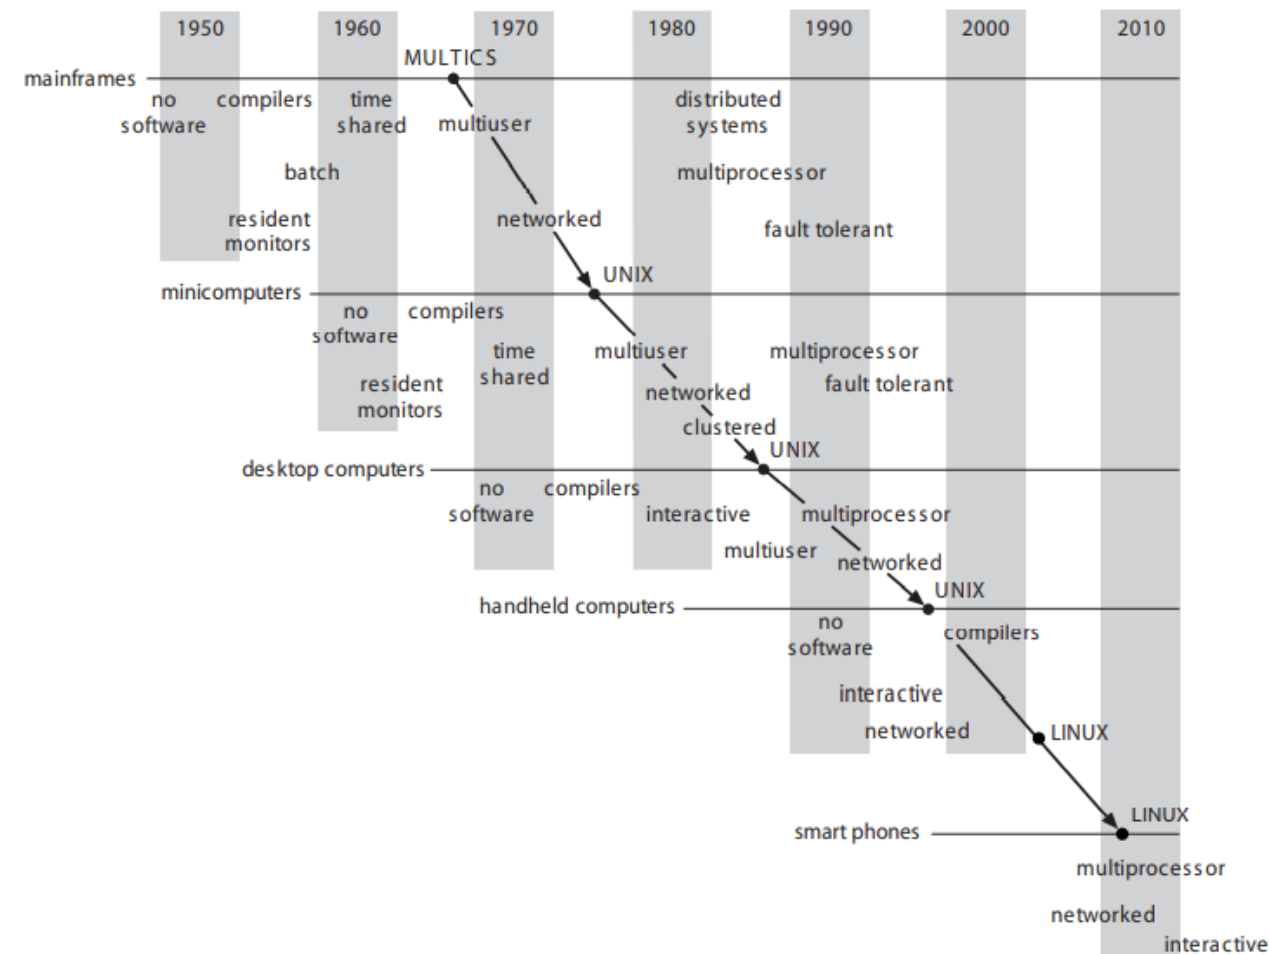 1950 1960 1970 1980 1990 2000 2010
MULTICS
mainframes
no compilers time distributed
software shared multiuser systems
batch multiprocessor
resident networked fault tolerant
monitors
UNIX
minicomputers
no compilers
software
time multiuser multiprocessor
shared
resident networked fault tolerant
monitors
clustered
UNIX
desktop computers
no compilers
software interactive multiprocessor
multiuser networked
UNIX
handheld computers
no compilers
software
interactive
networked LINUX
LINUX
smart phones
multiprocessor
networked
interactive